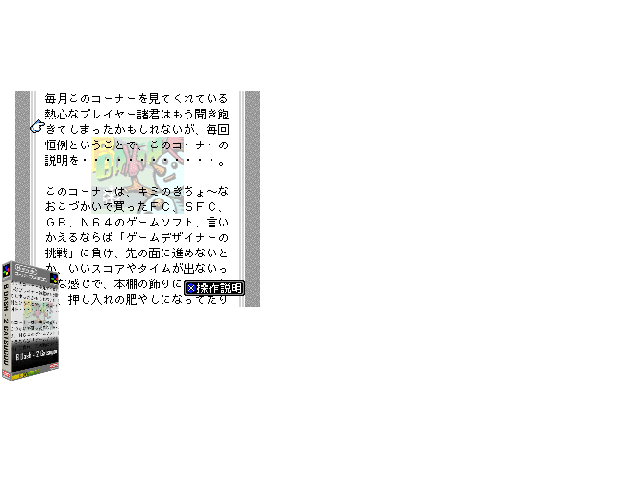 毎月このコーナーを見てくれている
熱心なプレイヤー諸君はもう聞き飽
きてしまったかもしれないが、毎回
恒例ということで、このコーナーの
説明を・・・・・・・・・・・・。
このコーナーは、キミのきちょ〜な
おこづかいで買ったＦＣ、ＳＦＣ、
ＧＢ、Ｎ６４のゲームソフト、言い
かえるならば「ゲームデザイナーの
挑戦」に負け、先の面に進めないと
か、いいスコアやタイムが出ないっ
な感じで、本棚の飾りに
押し入れの肥やしになってたり
X操作説明
B Dash - 2 Gatsugou